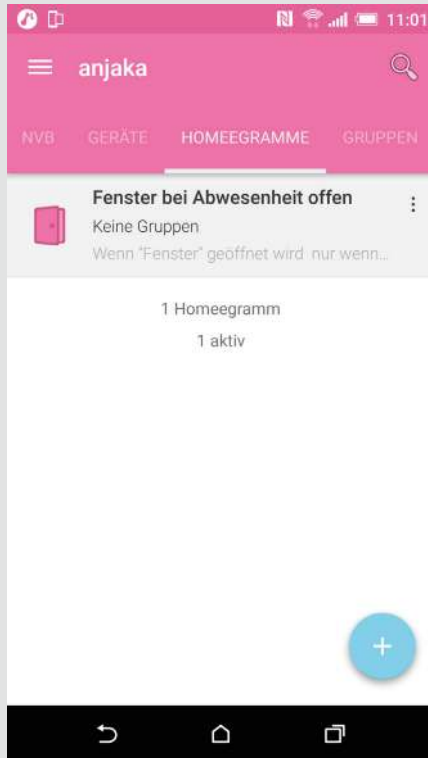 11:01
anjaka
NVB GERÄTE HOMEEGRAMME GRUPPEN
Fenster bei Abwesenheit offen
Keine Gruppen
Wenn "Fenster" geöffnet wird nur wenn...
1 Homeegramm
1 aktiv
+